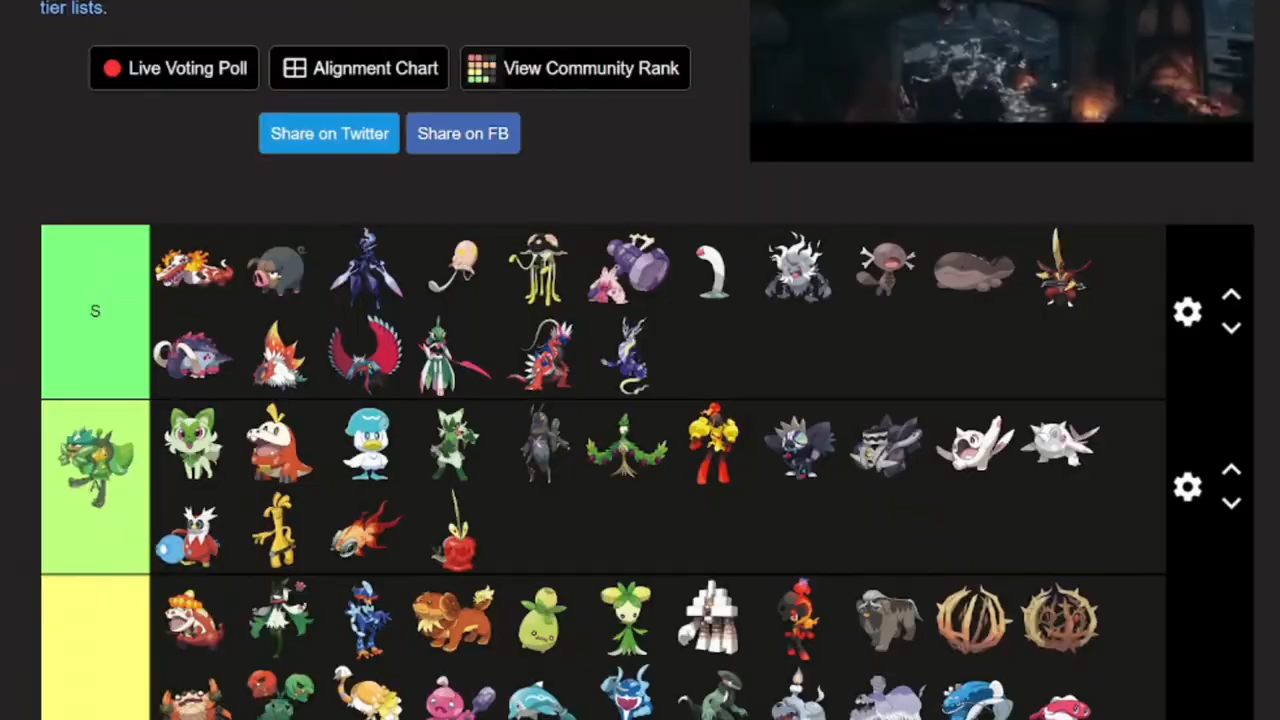 tier lists.
Live Voting Poll
Alignment Chart
View Community Rank
Share on Twitter
Share on FB
S